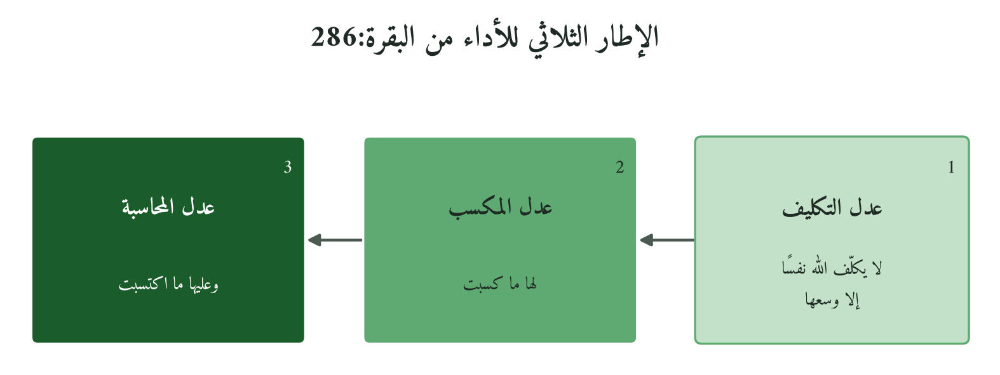 الإطار الثلاثي للأداء من البقرة:286
1
عدل التكليف
لا يكلّف الله نفسًا
إلا وسعها
2
عدل المكسب
لها ما كسبت
3
عدل المحاسبة
وعليها ما اكتسبت